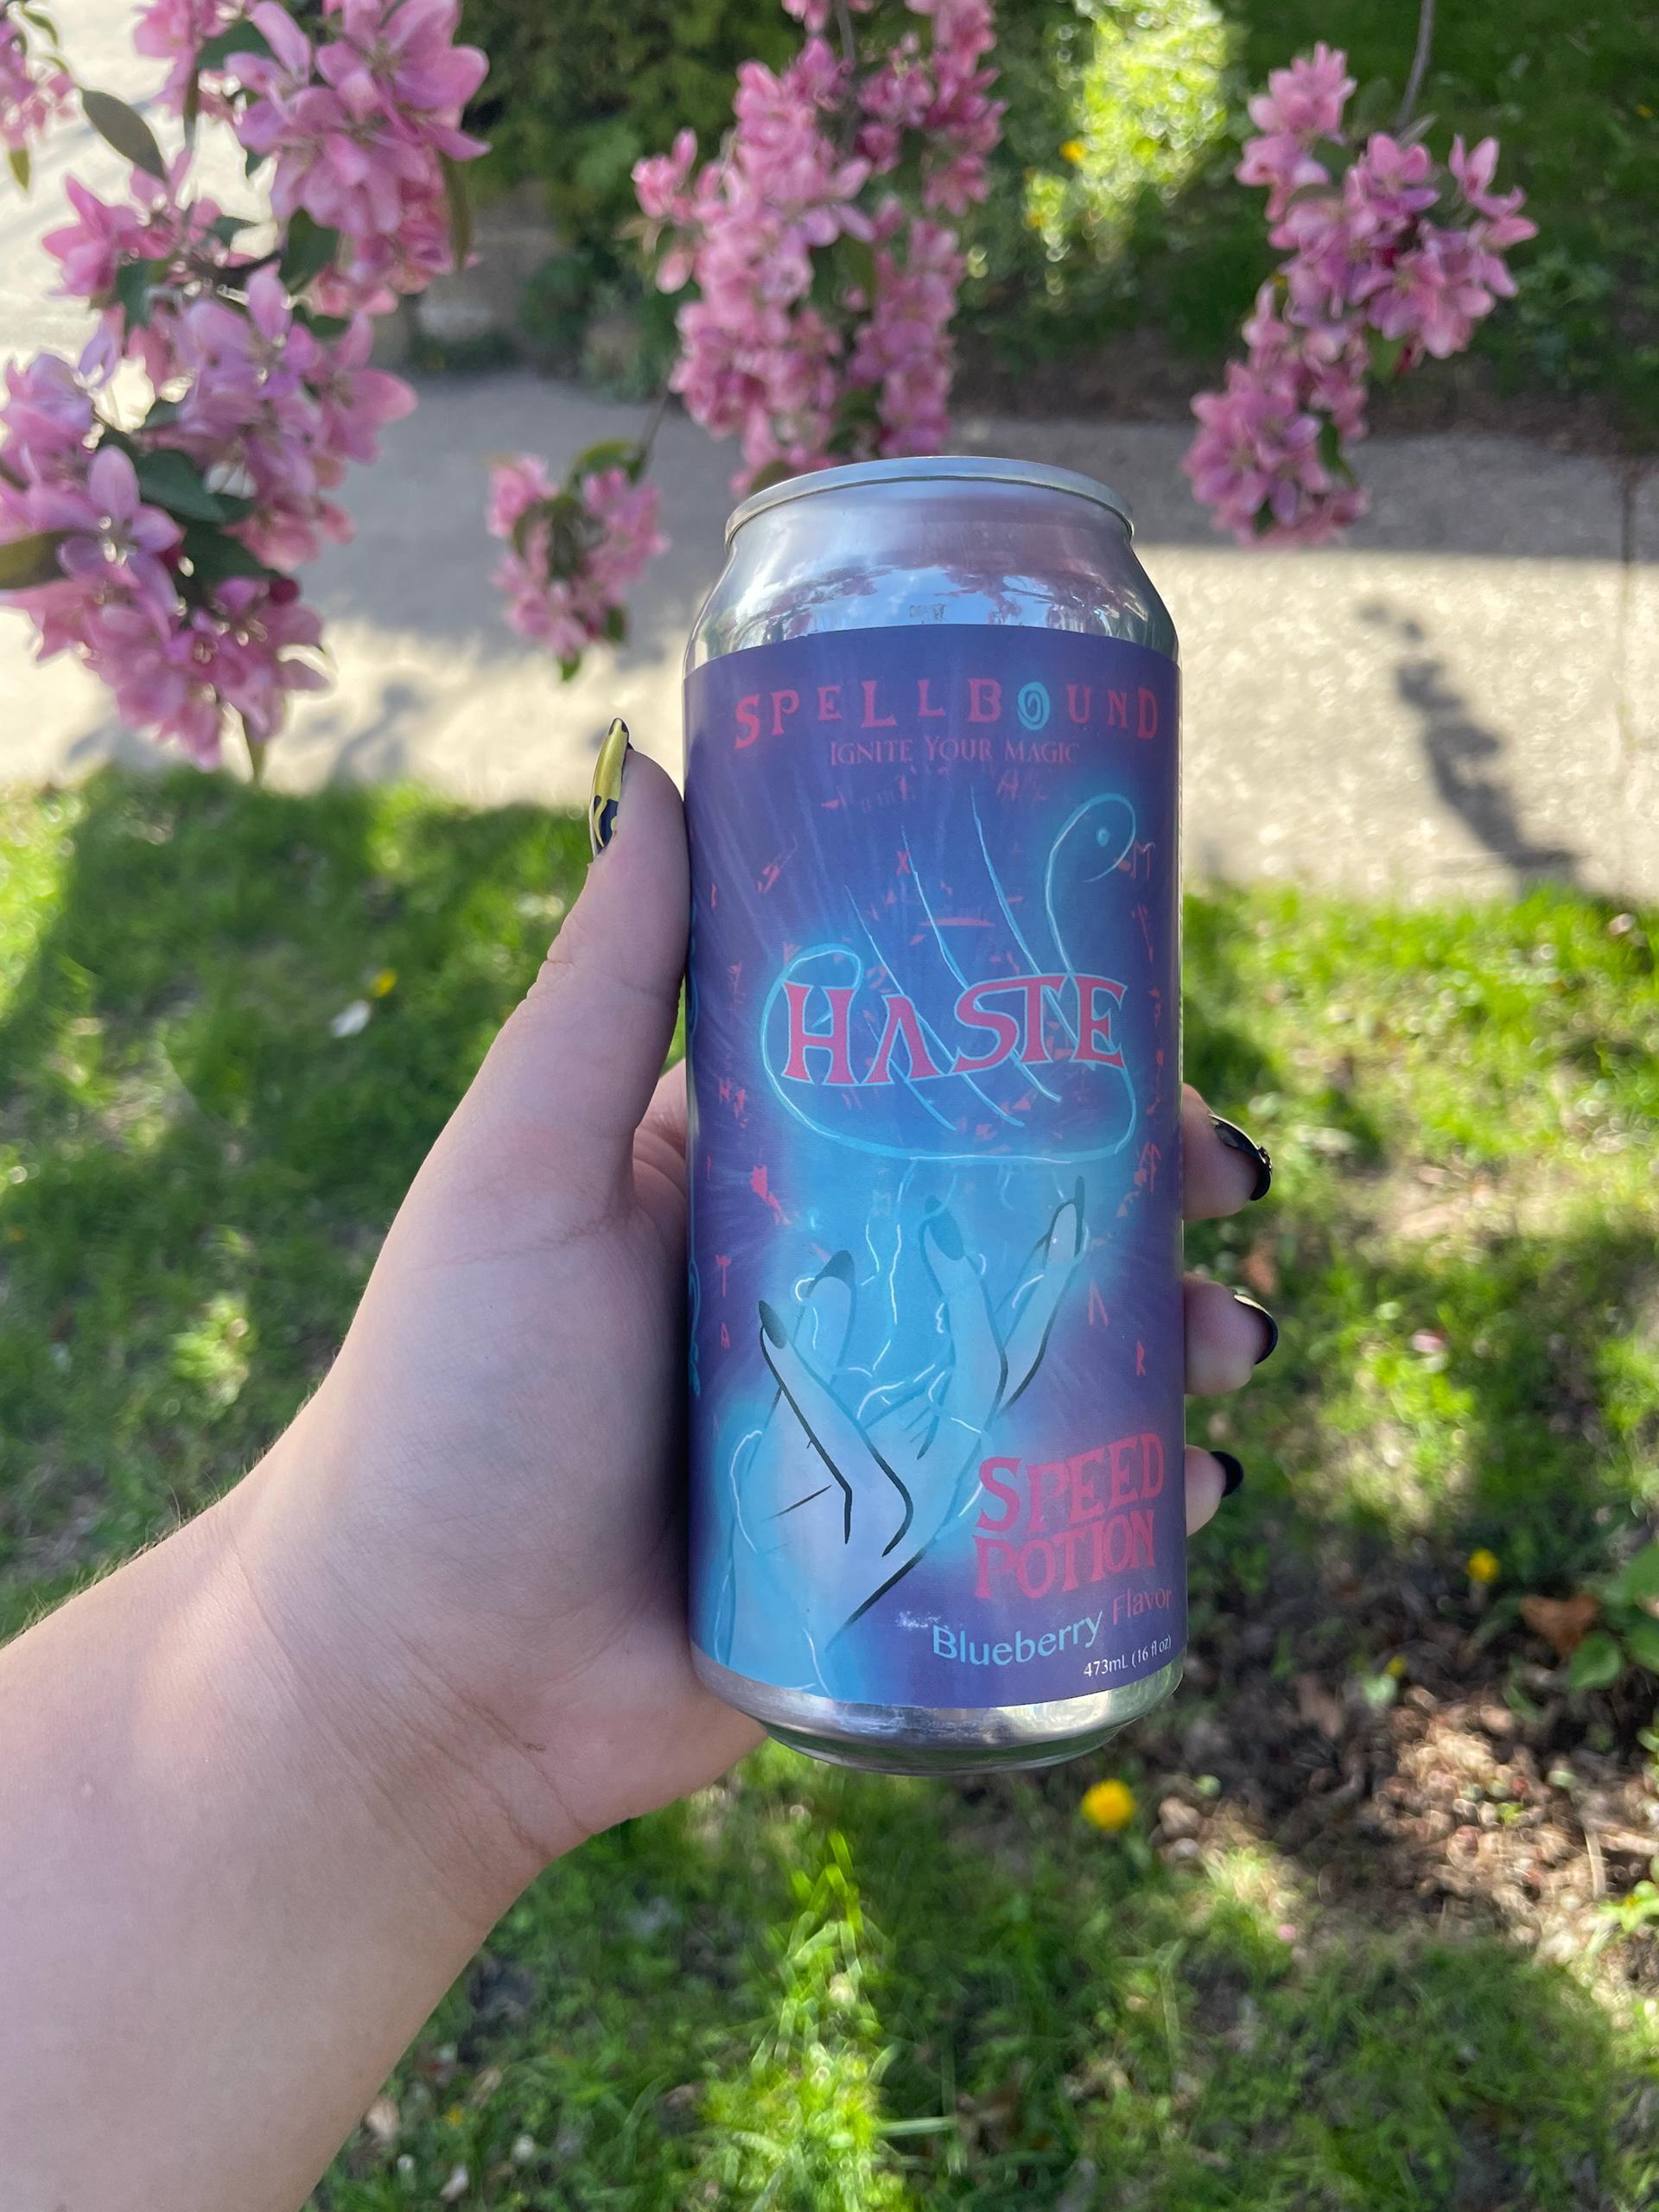 SPELLBOUND
IGNITE YOUR MAGIC
HASTE
SPEED
POTION
Blueberry Flavor
473mL (16 fl oz)